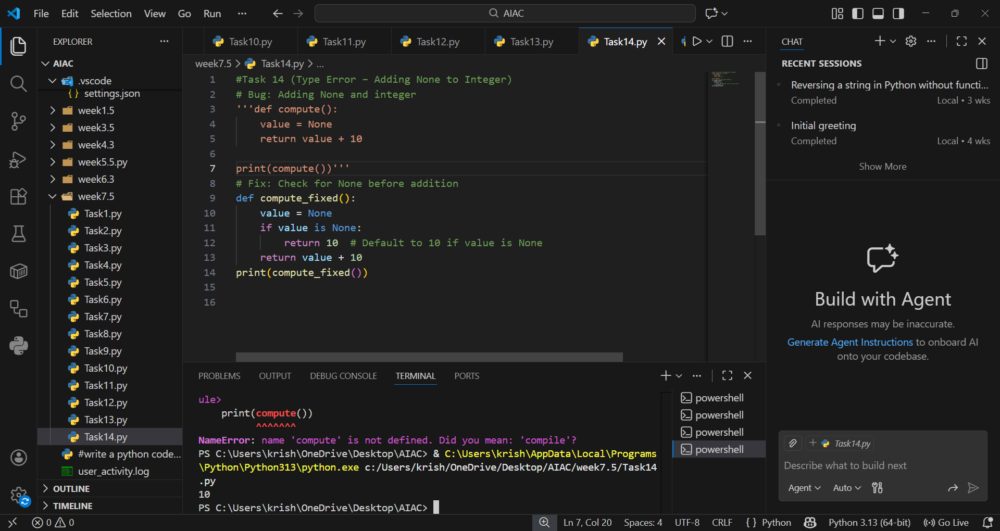 File Edit Selection View Go Run ... AIAC
EXPLORER
AIAC
.vscode
{} settings.json
week1.5
week3.5
week4.3
week5.5.py
week6.3
week7.5
Task1.py
Task2.py
Task3.py
Task4.py
Task5.py
Task6.py
Task7.py
Task8.py
Task9.py
Task10.py
Task11.py
Task12.py
Task13.py
Task14.py
#write a python code...
user_activity.log
OUTLINE
TIMELINE
Task10.py Task11.py Task12.py Task13.py Task14.py
week7.5 > Task14.py > ...
1 #Task 14 (Type Error – Adding None to Integer)
2 # Bug: Adding None and integer
3 '''def compute():
4     value = None
5     return value + 10
6
7 print(compute())'''
8 # Fix: Check for None before addition
9 def compute_fixed():
10     value = None
11     if value is None:
12         return 10  # Default to 10 if value is None
13     return value + 10
14 print(compute_fixed())
15
16
PROBLEMS OUTPUT DEBUG CONSOLE TERMINAL PORTS
ule>
    print(compute())
          ^^^^^^^
NameError: name 'compute' is not defined. Did you mean: 'compile'?
PS C:\Users\krish\OneDrive\Desktop\AIAC> & C:\Users\krish\AppData\Local\Programs
\Python\Python313\python.exe c:/Users/krish/OneDrive/Desktop/AIAC/week7.5/Task14
.py
10
PS C:\Users\krish\OneDrive\Desktop\AIAC>
powershell
powershell
powershell
powershell
CHAT
RECENT SESSIONS
Reversing a string in Python without functi...
Completed Local • 3 wks
Initial greeting
Completed Local • 4 wks
Show More
Build with Agent
AI responses may be inaccurate.
Generate Agent Instructions to onboard AI
onto your codebase.
Task14.py
Describe what to build next
Agent Auto
0 0 Ln 7, Col 20 Spaces: 4 UTF-8 CRLF {} Python Python 3.13 (64-bit) Go Live